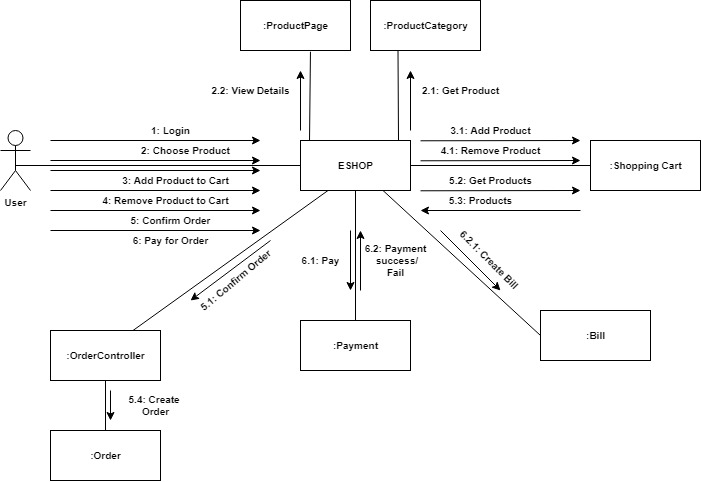 :ProductPage
:ProductCategory
2.2: View Details
2.1: Get Product
1: Login
3.1: Add Product
2: Choose Product
ESHOP
4.1: Remove Product
:Shopping Cart
3: Add Product to Cart
5.2: Get Products
User
4: Remove Product to Cart
5.3: Products
5: Confirm Order
6: Pay for Order
5.1: Confirm Order
6.1: Pay
6.2: Payment
success/
Fail
6.2.1: Create Bill
:OrderController
:Payment
:Bill
5.4: Create
Order
:Order